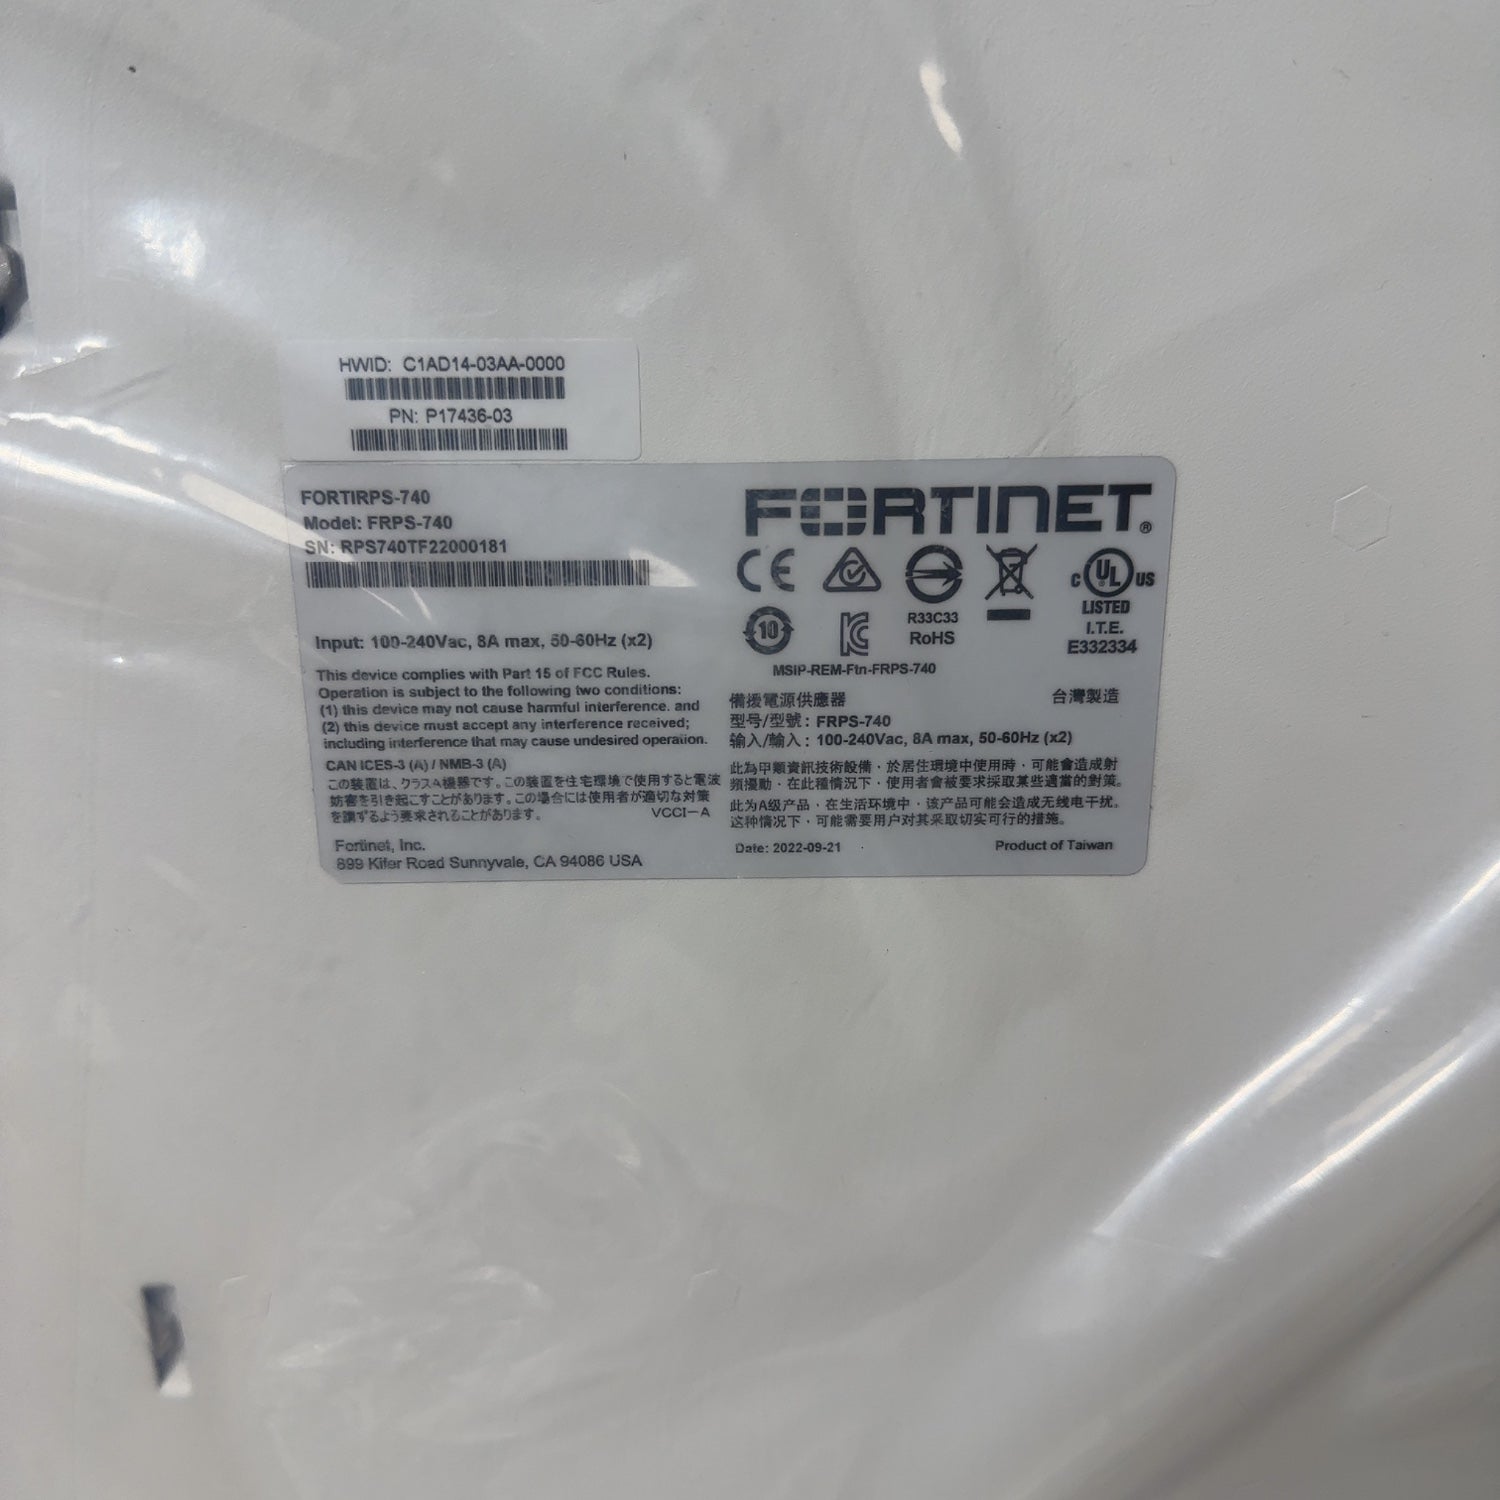 HWID: C1AD14-03AA-0000
PN: P17436-03
FORTIRPS-740
Model: FRPS-740
SN: RPS740TF22000181
Input: 100-240Vac, 8A max, 50-60Hz (x2)
This device complies with Part 15 of FCC Rules.
Operation is subject to the following two conditions:
(1) this device may not cause harmful interference. and
(2) this device must accept any interference received;
including interference that may cause undesired operation.
CAN ICES-3 (A) / NMB-3 (A)
この装置は、クラスA機器です。この装置を住宅環境で使用すると電波
妨害を引き起こすことがあります。この場合には使用者が適切な対策
を講ずるよう要求されることがあります。 VCCI-A
Fortinet, Inc.
899 Kifer Road Sunnyvale, CA 94086 USA
FORTINET®
CE
R33C33
RoHS
c UL US
LISTED
I.T.E.
E332334
10
KC
MSIP-REM-Ftn-FRPS-740
備援電源供應器 台灣製造
型号/型號: FRPS-740
输入/輸入: 100-240Vac, 8A max, 50-60Hz (x2)
此為甲類資訊技術設備，於居住環境中使用時，可能會造成射
頻擾動，在此種情況下，使用者會被要求採取某些適當的對策。
此为A级产品，在生活环境中，该产品可能会造成无线电干扰。
这种情况下，可能需要用户对其采取切实可行的措施。
Date: 2022-09-21
Product of Taiwan